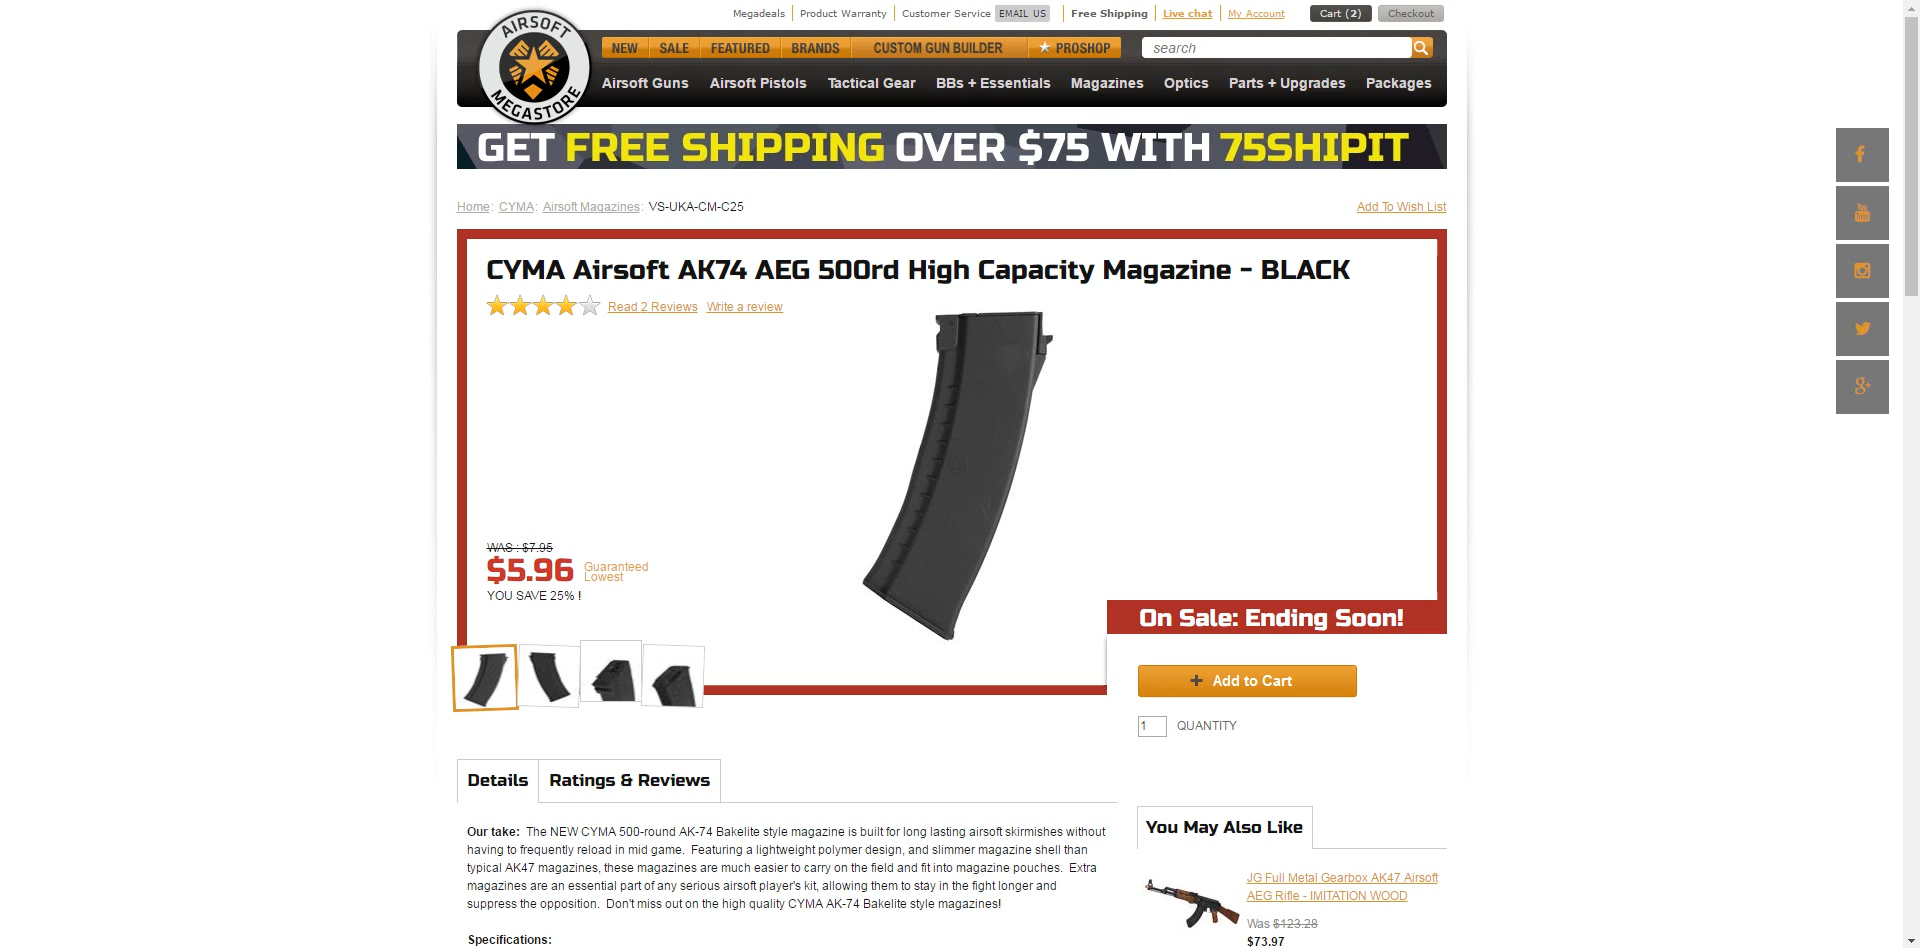 Megadeals Product Warranty Customer Service EMAIL US Free Shipping Live chat My Account Cart (2) Checkout
AIRSOFT MEGASTORE
NEW SALE FEATURED BRANDS CUSTOM GUN BUILDER PROSHOP search
Airsoft Guns Airsoft Pistols Tactical Gear BBs + Essentials Magazines Optics Parts + Upgrades Packages
GET FREE SHIPPING OVER $75 WITH 75SHIPIT
Home: CYMA: Airsoft Magazines: VS-UKA-CM-C25 Add To Wish List
CYMA Airsoft AK74 AEG 500rd High Capacity Magazine - BLACK
Read 2 Reviews Write a review
WAS : $7.95
$5.96 Guaranteed Lowest
YOU SAVE 25% !
On Sale: Ending Soon!
+ Add to Cart
1 QUANTITY
Details Ratings & Reviews
Our take: The NEW CYMA 500-round AK-74 Bakelite style magazine is built for long lasting airsoft skirmishes without
having to frequently reload in mid game. Featuring a lightweight polymer design, and slimmer magazine shell than
typical AK47 magazines, these magazines are much easier to carry on the field and fit into magazine pouches. Extra
magazines are an essential part of any serious airsoft player's kit, allowing them to stay in the fight longer and
suppress the opposition. Don't miss out on the high quality CYMA AK-74 Bakelite style magazines!
Specifications:
You May Also Like
JG Full Metal Gearbox AK47 Airsoft
AEG Rifle - IMITATION WOOD
Was $123.28
$73.97